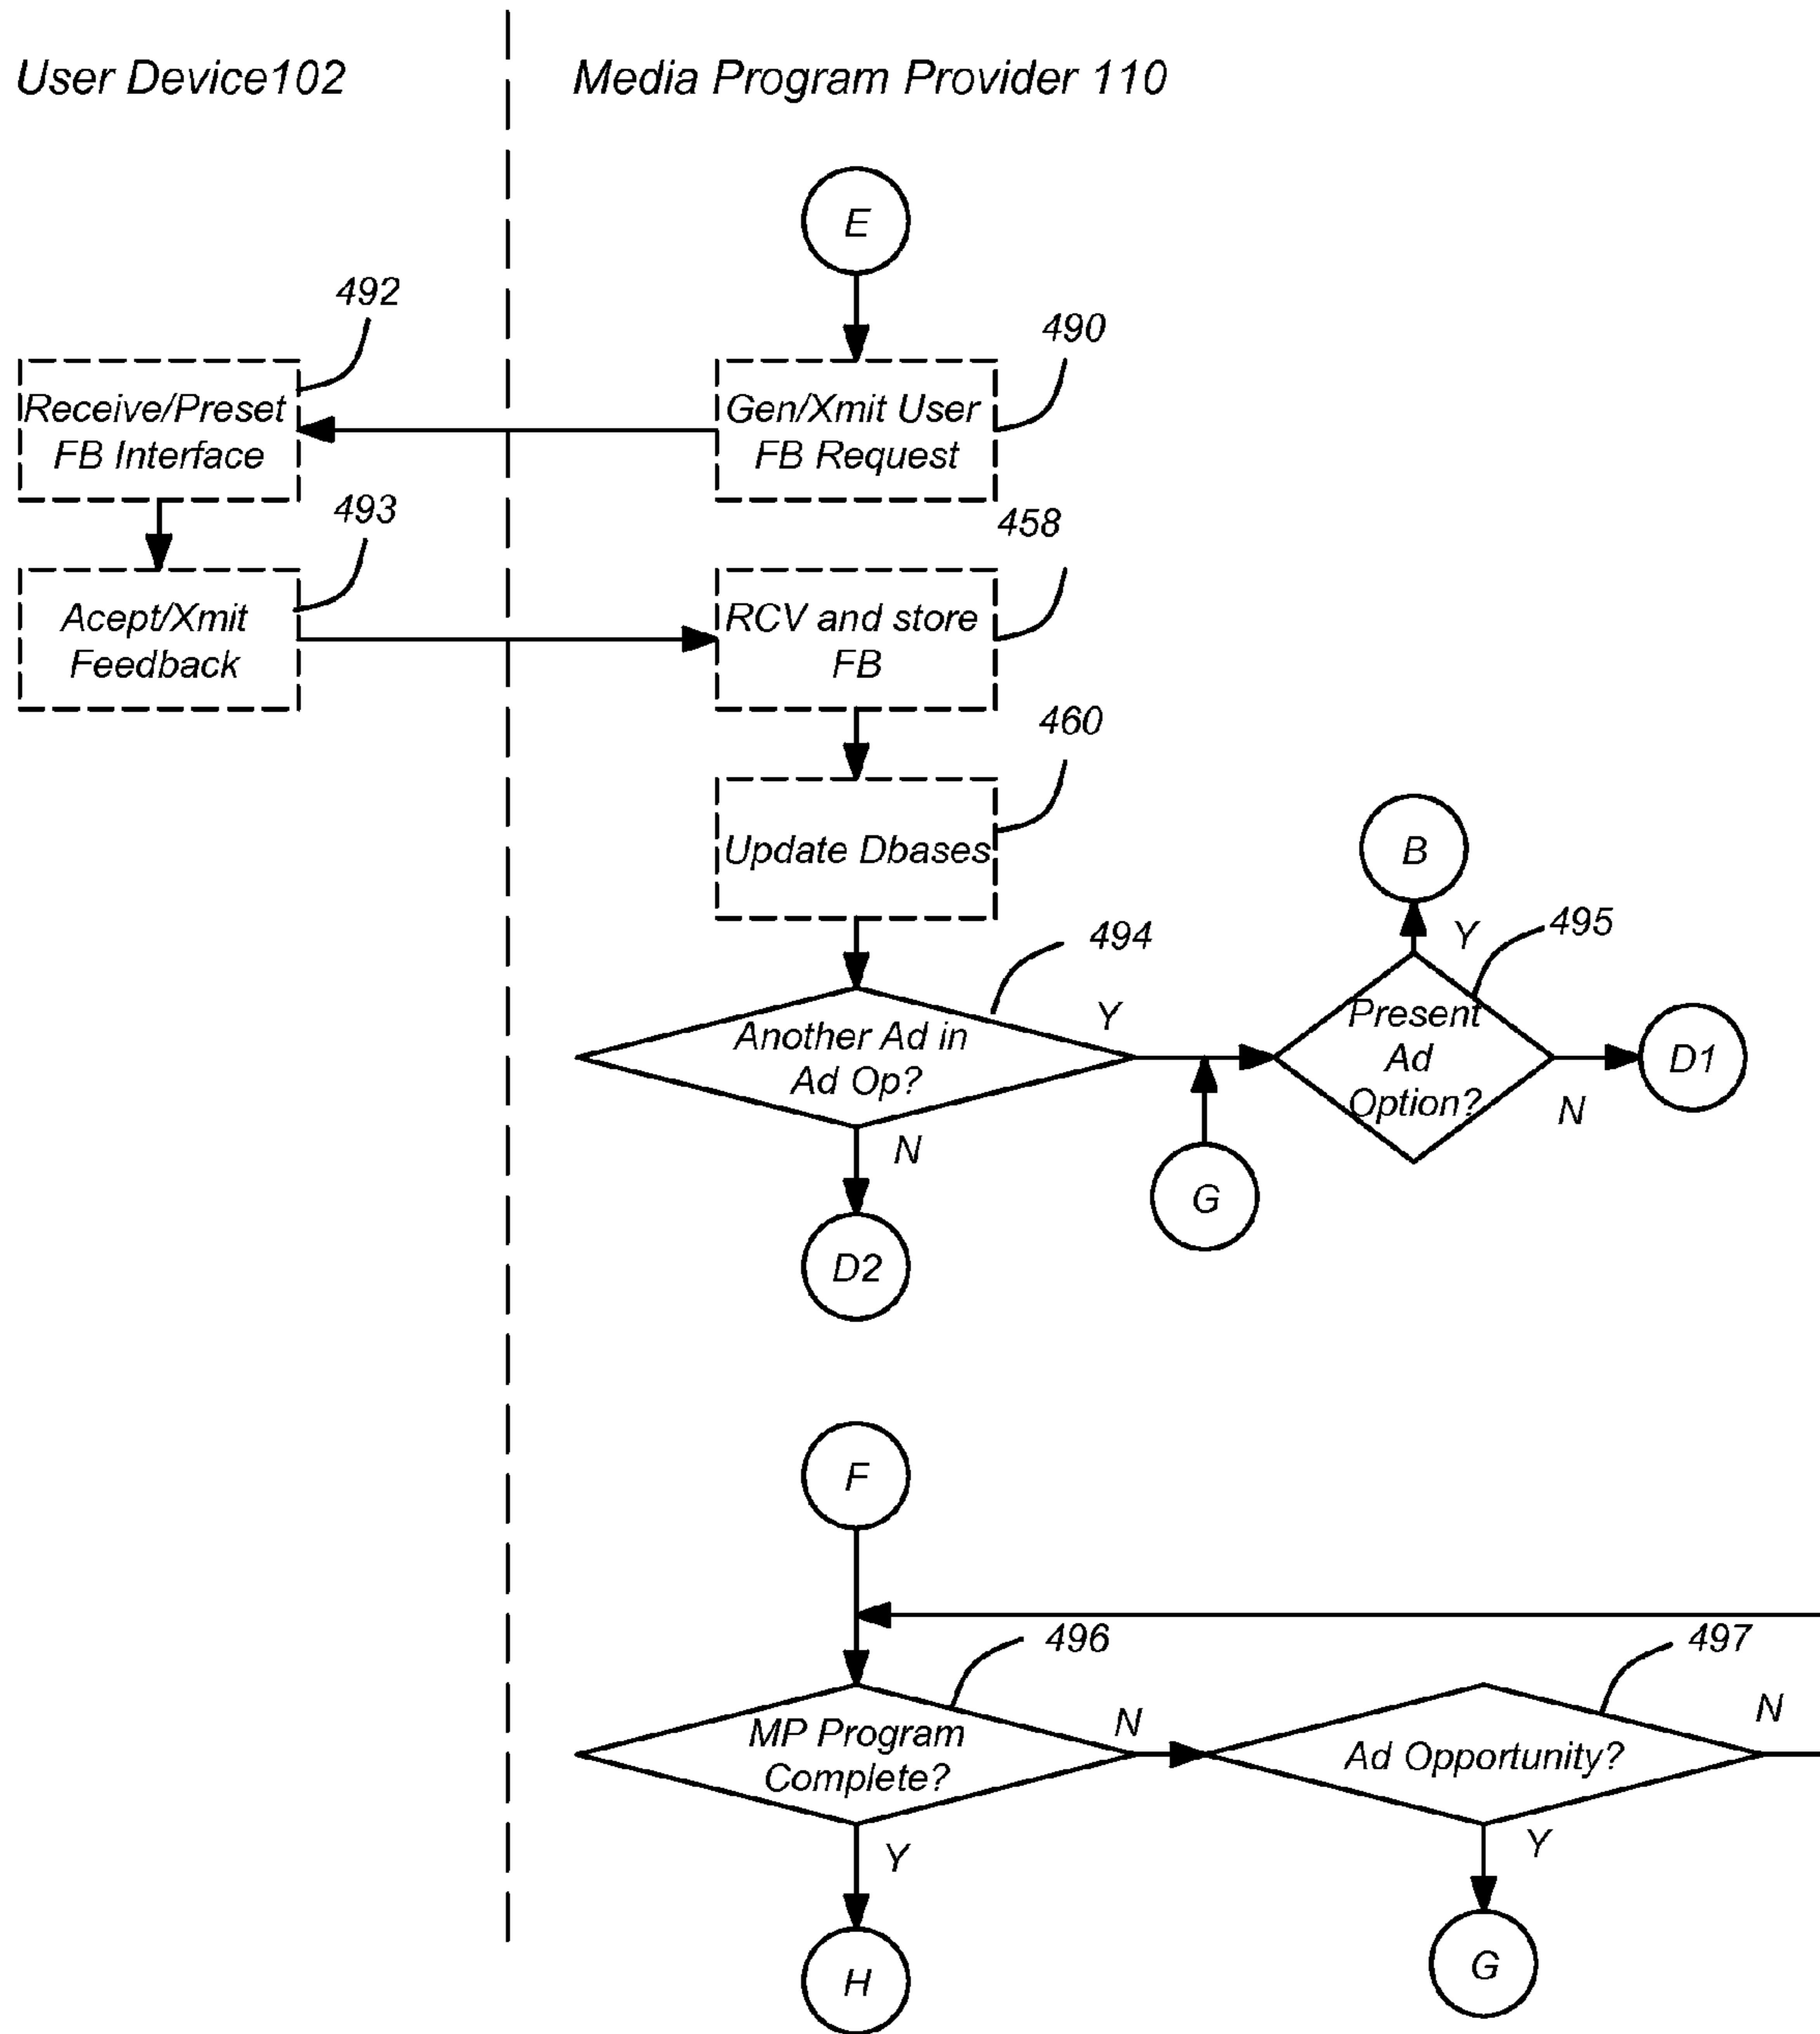 User Device102
Media Program Provider 110
E
492
490
Receive/Preset
FB Interface
Gen/Xmit User
FB Request
493
458
Acept/Xmit
Feedback
RCV and store
FB
460
Update Dbases
B
494
Y
495
Another Ad in
Ad Op?
Y
Present
Ad
Option?
D1
N
N
G
D2
F
496
497
MP Program
Complete?
N
Ad Opportunity?
N
Y
Y
H
G